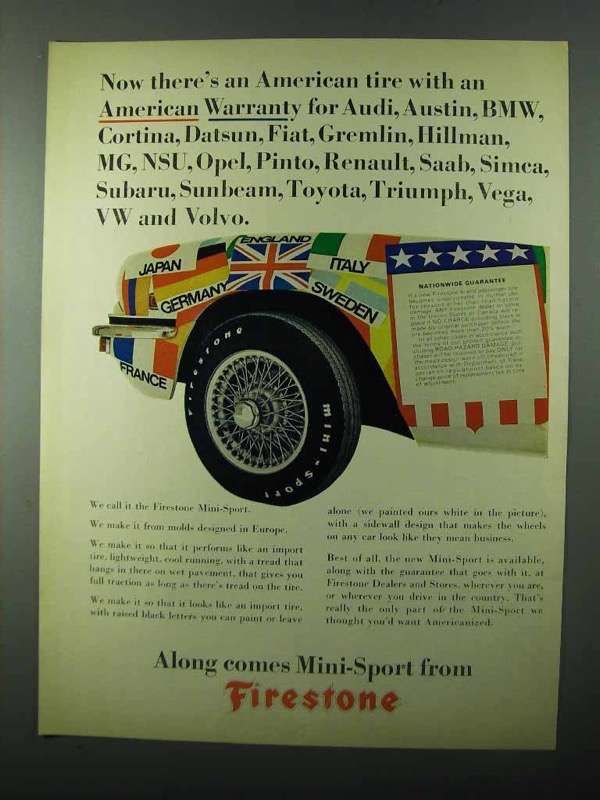 Now there's an American tire with an
American Warranty for Audi, Austin, BMW,
Cortina, Datsun, Fiat, Gremlin, Hillman,
MG, NSU, Opel, Pinto, Renault, Saab, Simca,
Subaru, Sunbeam, Toyota, Triumph, Vega,
VW and Volvo.
JAPAN
ENGLAND
ITALY
GERMANY
SWEDEN
FRANCE
NATIONWIDE GUARANTEE
Firestone
mini-sport
We call it the Firestone Mini-Sport.
We make it from molds designed in Europe.
We make it so that it performs like an import
tire, lightweight, cool running, with a tread that
hangs in there on wet pavement, that gives you
full traction as long as there's tread on the tire.
We make it so that it looks like an import tire,
with raised black letters you can paint or leave
alone (we painted ours white in the picture),
with a sidewall design that makes the wheels
on any car look like they mean business.
Best of all, the new Mini-Sport is available,
along with the guarantee that goes with it, at
Firestone Dealers and Stores, wherever you are,
or wherever you drive in the country. That's
really the only part of the Mini-Sport we
thought you'd want Americanized.
Along comes Mini-Sport from
Firestone